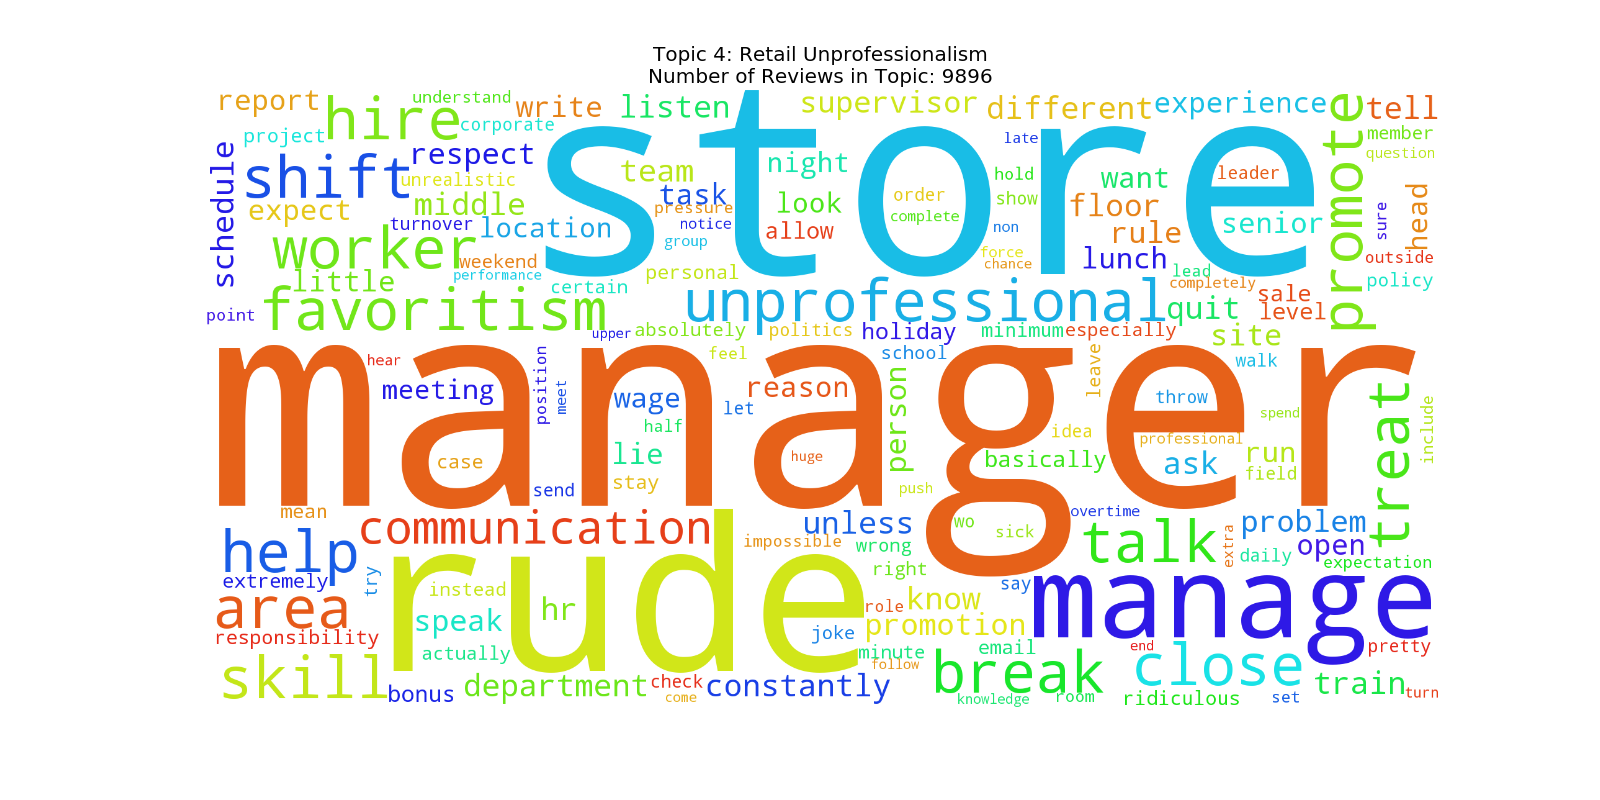 Topic 4: Retail Unprofessionalism
Number of Reviews in Topic: 9896
report
understand
write
listen
supervisor
different
experience
promote
tell
project
hire
corporate
store
late
member
question
schedule
shift
respect
unrealistic
team
night
hold
want
leader
task
look
order
show
expect
middle
pressure
complete
floor
senior
head
sure
turnover
location
notice
allow
non
rule
worker
group
force
weekend
chance
lunch
outside
performance
personal
lead
completely
policy
little
certain
favoritism
unprofessional
quit
sale
level
point
upper
absolutely
politics
holiday
minimum
especially
site
manager
hear
feel
school
walk
position
meeting
meet
wage
reason
let
person
leave
throw
treat
include
spend
half
idea
professional
case
lie
huge
basically
ask
run
field
send
stay
push
mean
communication
unless
wo
sick
overtime
talk
extra
problem
help
rude
impossible
wrong
open
daily
extremely
try
right
expectation
instead
say
manage
area
hr
role
know
speak
joke
promotion
responsibility
actually
minute
email
end
pretty
skill
follow
break
close
bonus
department
check
come
constantly
knowledge
room
ridiculous
set
train
turn